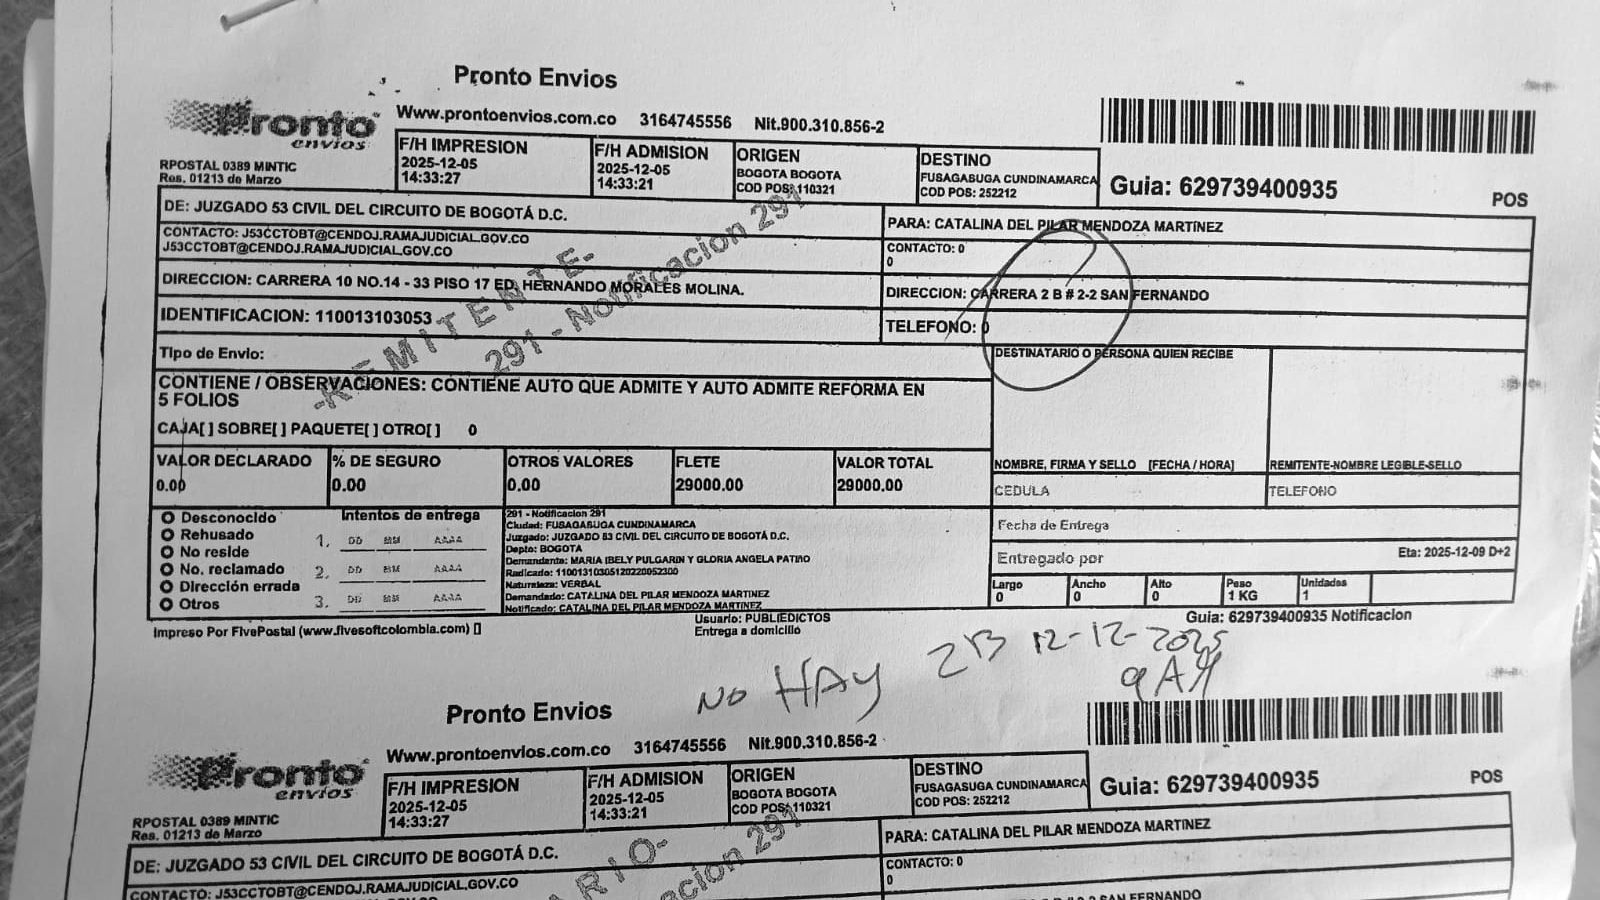 Pronto Envios
Pronto envios
Www.prontoenvios.com.co 3164745556 Nit.900.310.856-2
RPOSTAL 0389 MINTIC
Res. 01213 de Marzo
F/H IMPRESION
2025-12-05
14:33:27
F/H ADMISION
2025-12-05
14:33:21
ORIGEN
BOGOTA BOGOTA
COD POS: 110321
DESTINO
FUSAGASUGA CUNDINAMARCA
COD POS: 252212
Guia: 629739400935
POS
DE: JUZGADO 53 CIVIL DEL CIRCUITO DE BOGOTÁ D.C.
PARA: CATALINA DEL PILAR MENDOZA MARTÍNEZ
CONTACTO: J53CCTOBT@CENDOJ.RAMAJUDICIAL.GOV.CO
J53CCTOBT@CENDOJ.RAMAJUDICIAL.GOV.CO
CONTACTO: 0
0
DIRECCION: CARRERA 10 NO.14 - 33 PISO 17 ED. HERNANDO MORALES MOLINA.
DIRECCION: CARRERA 2 B # 2-2 SAN FERNANDO
IDENTIFICACION: 110013103053
TELEFONO: 0
-REMITENTE-
291 - Notificacion 291
Tipo de Envio:
DESTINATARIO O PERSONA QUIEN RECIBE
CONTIENE / OBSERVACIONES: CONTIENE AUTO QUE ADMITE Y AUTO ADMITE REFORMA EN
5 FOLIOS
CAJA[ ] SOBRE[ ] PAQUETE[ ] OTRO[ ] 0
VALOR DECLARADO
0.00
% DE SEGURO
0.00
OTROS VALORES
0.00
FLETE
29000.00
VALOR TOTAL
29000.00
NOMBRE, FIRMA Y SELLO [FECHA / HORA]
REMITENTE-NOMBRE LEGIBLE-SELLO
CEDULA
TELEFONO
Desconocido
Rehusado
No reside
No. reclamado
Dirección errada
Otros
Intentos de entrega
1. DD MM AAAA
2. DD MM AAAA
3. DD MM AAAA
291 - Notificacion 291
Ciudad: FUSAGASUGA CUNDINAMARCA
Juzgado: JUZGADO 53 CIVIL DEL CIRCUITO DE BOGOTÁ D.C.
Depto: BOGOTA
Demandante: MARIA IBELY PULGARIN Y GLORIA ANGELA PATIÑO
Radicado: 11001310305120220052300
Naturaleza: VERBAL
Demandado: CATALINA DEL PILAR MENDOZA MARTÍNEZ
Notificado: CATALINA DEL PILAR MENDOZA MARTÍNEZ
Fecha de Entrega
Entregado por
Eta: 2025-12-09 D+2
Largo
0
Ancho
0
Alto
0
Peso
1 KG
Unidades
1
Impreso Por FivePostal (www.fivesoftcolombia.com) []
Usuario: PUBLIEDICTOS
Entrega a domicilio
Guia: 629739400935 Notificacion
NO HAY 2B 12-12-2025
Pronto Envios
Pronto envios
Www.prontoenvios.com.co 3164745556 Nit.900.310.856-2
RPOSTAL 0389 MINTIC
Res. 01213 de Marzo
F/H IMPRESION
2025-12-05
14:33:27
F/H ADMISION
2025-12-05
14:33:21
ORIGEN
BOGOTA BOGOTA
COD POS: 110321
DESTINO
FUSAGASUGA CUNDINAMARCA
COD POS: 252212
Guia: 629739400935
POS
DE: JUZGADO 53 CIVIL DEL CIRCUITO DE BOGOTÁ D.C.
PARA: CATALINA DEL PILAR MENDOZA MARTÍNEZ
CONTACTO: J53CCTOBT@CENDOJ.RAMAJUDICIAL.GOV.CO
CONTACTO: 0
0